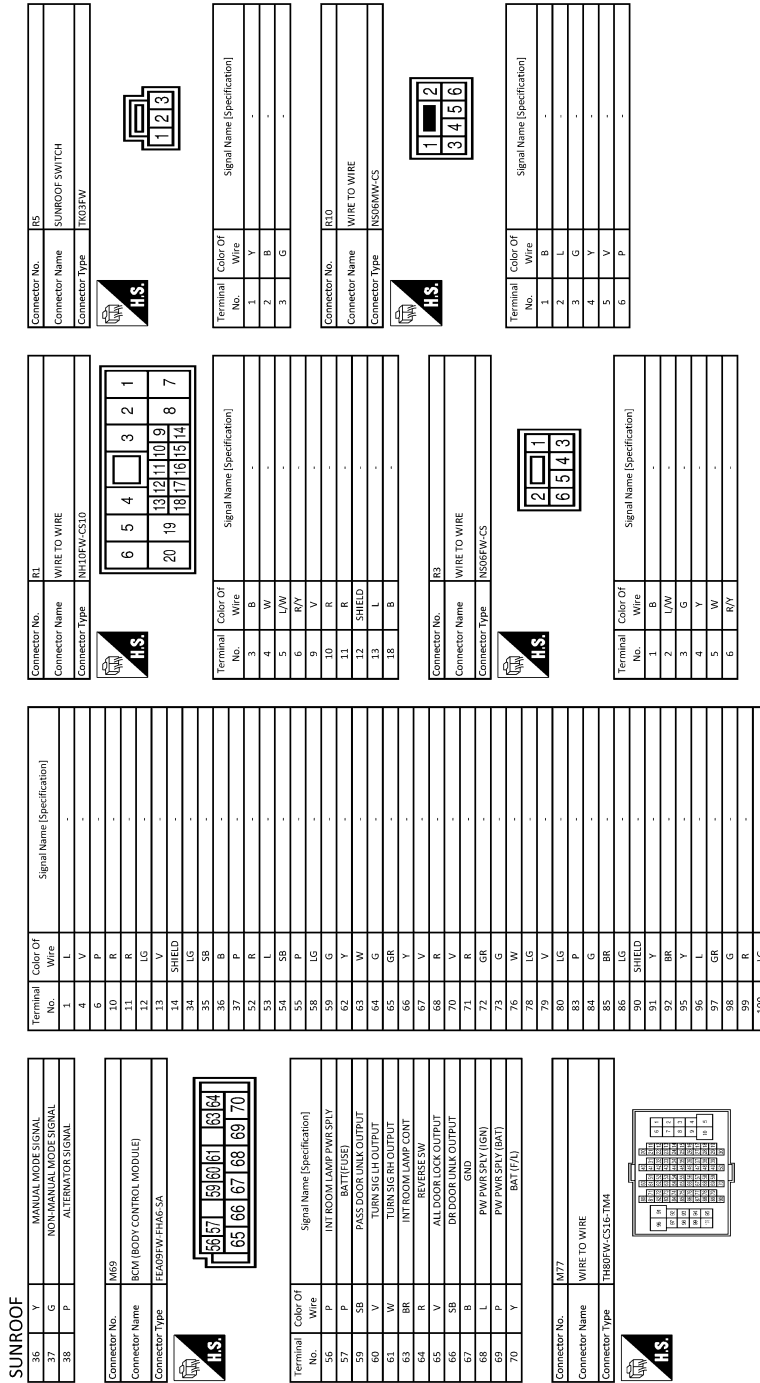 SUNROOF
36 Y MANUAL MODE SIGNAL
37 G NON-MANUAL MODE SIGNAL
38 P ALTERNATOR SIGNAL
Connector No. M69
Connector Name BCM (BODY CONTROL MODULE)
Connector Type FEA09FW-FHA6-SA
H.S.
56 57 59 60 61 63 64
65 66 67 68 69 70
Terminal No. Color Of Wire Signal Name [Specification]
56 P INT ROOM LAMP PWR SPLY
57 P BATT(FUSE)
59 SB PASS DOOR UNLK OUTPUT
60 V TURN SIG LH OUTPUT
61 W TURN SIG RH OUTPUT
63 BR INT ROOM LAMP CONT
64 R REVERSE SW
65 V ALL DOOR LOCK OUTPUT
66 SB DR DOOR UNLK OUTPUT
67 B GND
68 L PW PWR SPLY (IGN)
69 P PW PWR SPLY(BAT)
70 Y BAT (F/L)
Connector No. M77
Connector Name WIRE TO WIRE
Connector Type TH80FW-CS16-TM4
H.S.
Terminal No. Color Of Wire Signal Name [Specification]
1 L -
4 V -
6 P -
10 R -
11 R -
12 LG -
13 V -
14 SHIELD -
34 LG -
35 SB -
36 B -
37 P -
52 R -
53 L -
54 SB -
55 P -
58 LG -
59 G -
62 Y -
63 W -
64 G -
65 GR -
66 Y -
67 V -
68 R -
70 V -
71 R -
72 GR -
73 G -
76 W -
78 LG -
79 V -
80 LG -
83 P -
84 G -
85 BR -
86 LG -
90 SHIELD -
91 Y -
92 BR -
95 Y -
96 L -
97 GR -
98 G -
99 R -
100 LG
Connector No. R1
Connector Name WIRE TO WIRE
Connector Type NH10FW-CS10
H.S.
6 5 4 3 2 1
20 19 13 12 11 10 9 8 7
18 17 16 15 14
Terminal No. Color Of Wire Signal Name [Specification]
3 B -
4 W -
5 L/W -
6 R/Y -
9 V -
10 R -
11 R -
12 SHIELD -
13 L -
18 B -
Connector No. R3
Connector Name WIRE TO WIRE
Connector Type NS06FW-CS
H.S.
2 1
6 5 4 3
Terminal No. Color Of Wire Signal Name [Specification]
1 B -
2 L/W -
3 G -
4 Y -
5 W -
6 R/Y -
Connector No. R5
Connector Name SUNROOF SWITCH
Connector Type TK03FW
H.S.
1 2 3
Terminal No. Color Of Wire Signal Name [Specification]
1 Y -
2 B -
3 G -
Connector No. R10
Connector Name WIRE TO WIRE
Connector Type NS06MW-CS
H.S.
1 2
3 4 5 6
Terminal No. Color Of Wire Signal Name [Specification]
1 B -
2 L -
3 G -
4 Y -
5 V -
6 P -